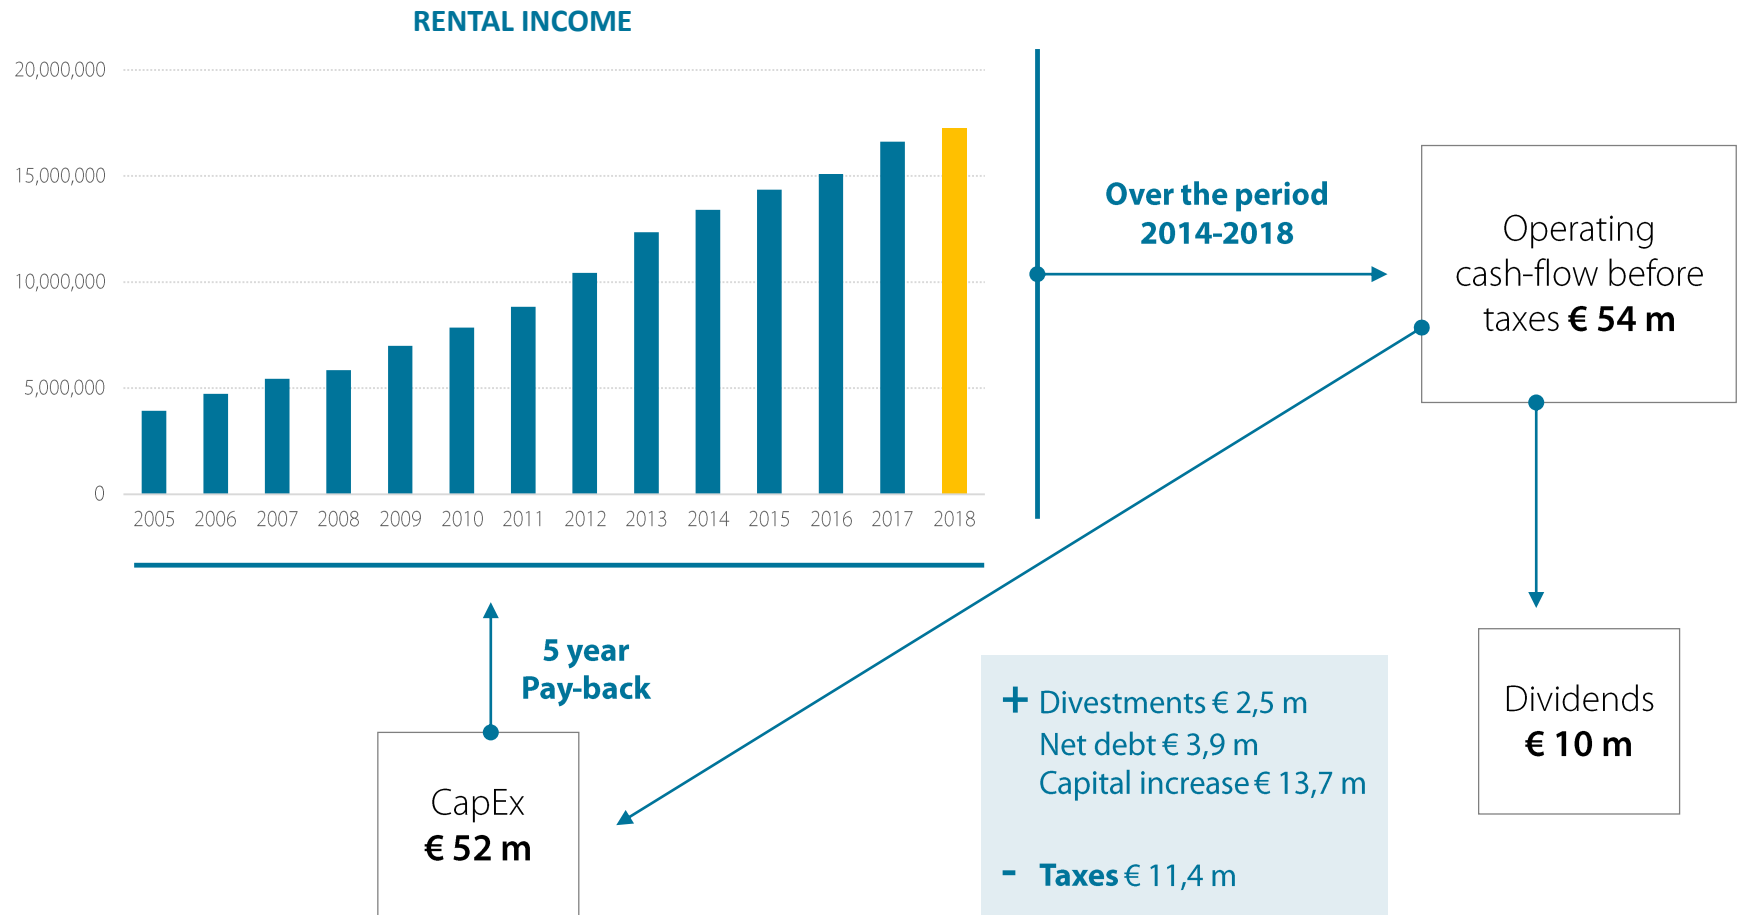 RENTAL INCOME
20,000,000
15,000,000
10,000,000
5,000,000
0
2005 2006 2007 2008 2009 2010 2011 2012 2013 2014 2015 2016 2017 2018
Over the period
2014-2018
Operating
cash-flow before
taxes € 54 m
5 year
Pay-back
CapEx
€ 52 m
+ Divestments € 2,5 m
Net debt € 3,9 m
Capital increase € 13,7 m
- Taxes € 11,4 m
Dividends
€ 10 m